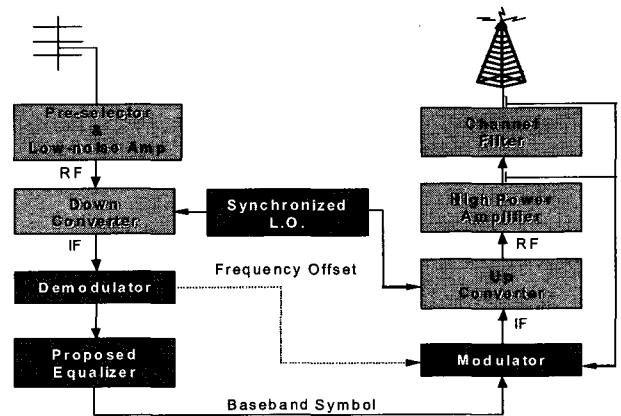 Pre-selector
&
Low-noise Amp
RF
Down
Converter
IF
Demodulator
Proposed
Equalizer
Synchronized
L.O.
Frequency Offset
Baseband Symbol
Channel
Filter
High Power
Amplifier
RF
Up
Converter
IF
Modulator